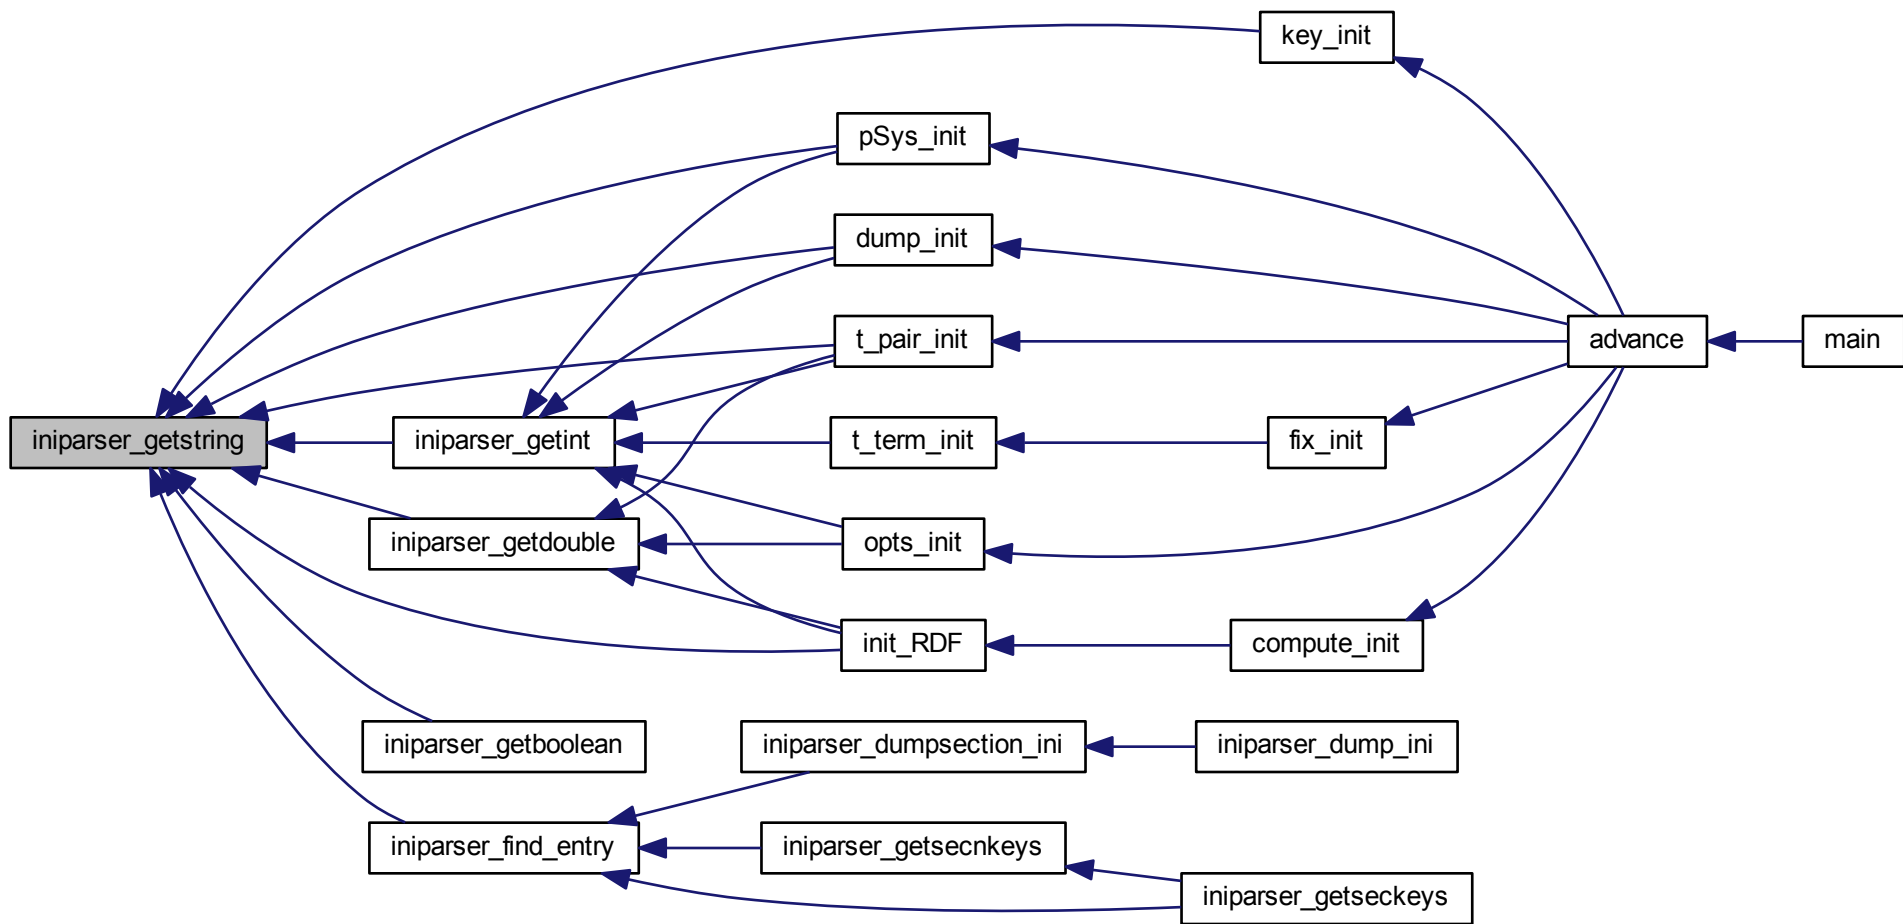 key_init
pSys_init
dump_init
t_pair_init
advance
main
iniparser_getstring
iniparser_getint
t_term_init
fix_init
iniparser_getdouble
opts_init
init_RDF
compute_init
iniparser_getboolean
iniparser_dumpsection_ini
iniparser_dump_ini
iniparser_find_entry
iniparser_getsecnkeys
iniparser_getseckeys